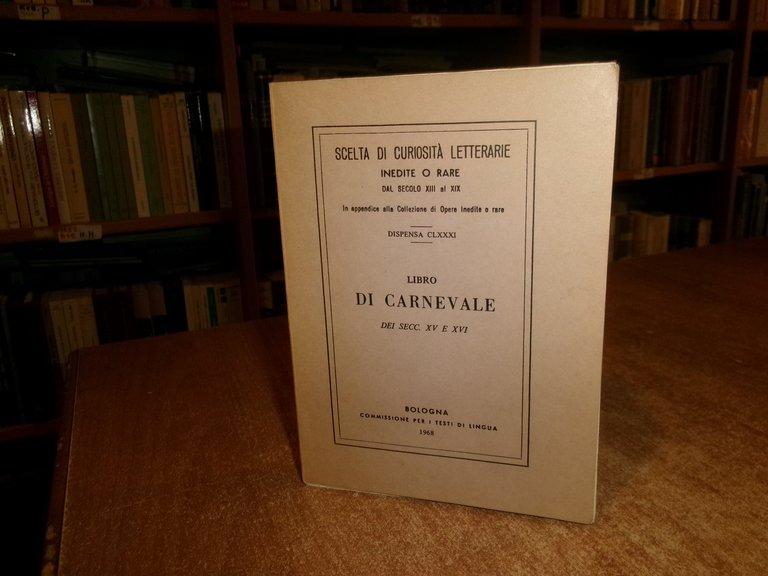 SCELTA DI CURIOSITÀ LETTERARIE
INEDITE O RARE
DAL SECOLO XIII al XIX
In appendice alla Collezione di Opere Inedite o rare
DISPENSA CLXXXI
LIBRO
DI CARNEVALE
DEI SECC. XV E XVI
BOLOGNA
COMMISSIONE PER I TESTI DI LINGUA
1968